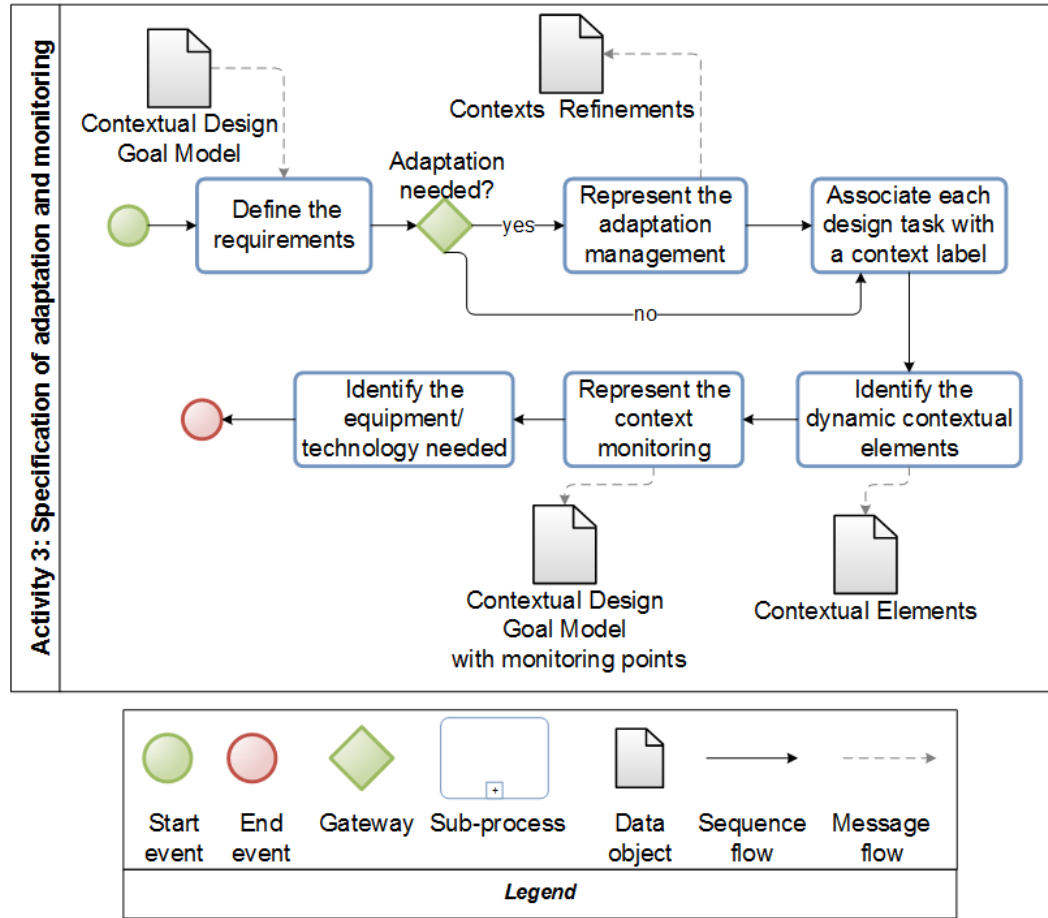 Activity 3: Specification of adaptation and monitoring
Contextual Design
Goal Model
Contexts Refinements
Adaptation
needed?
Define the
requirements
yes
Represent the
adaptation
management
Associate each
design task with
a context label
no
Identify the
equipment/
technology needed
Represent the
context
monitoring
Identify the
dynamic contextual
elements
Contextual Design
Goal Model
with monitoring points
Contextual Elements
+
Start
event
End
event
Gateway
Sub-process
Data
object
Sequence
flow
Message
flow
Legend